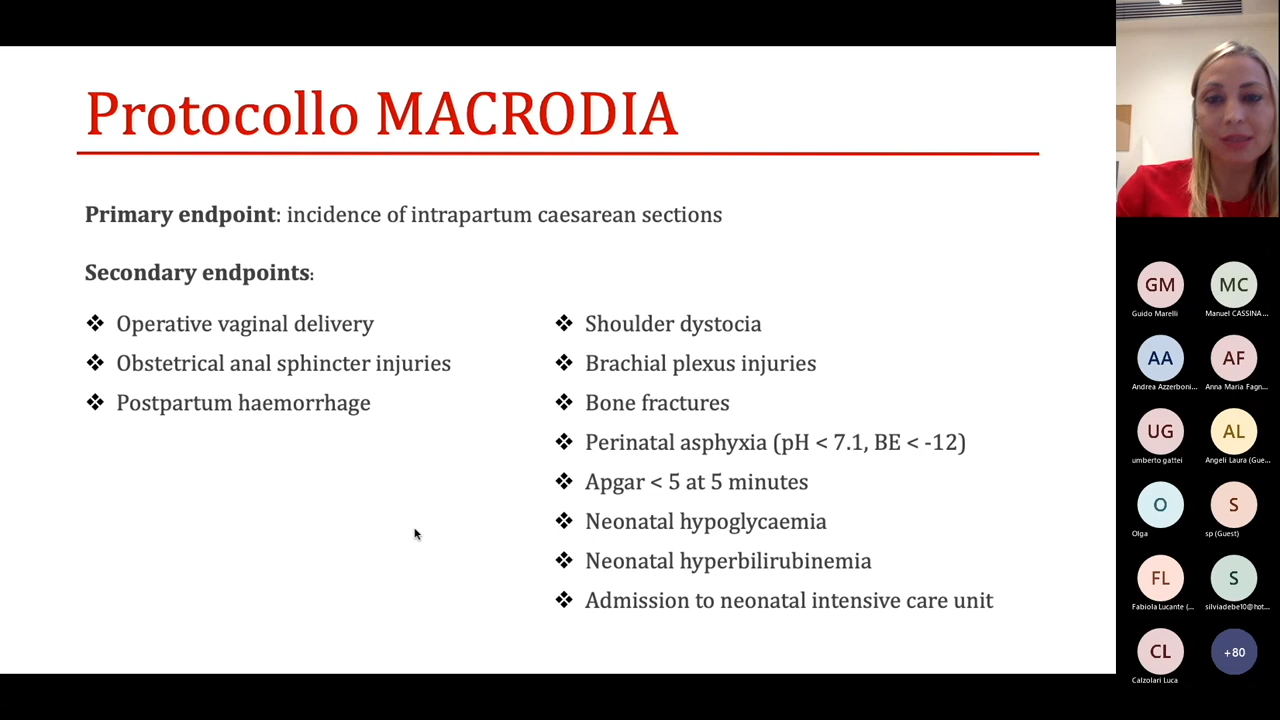 Protocollo MACRODIA
Primary endpoint: incidence of intrapartum caesarean sections
Secondary endpoints:
❖ Operative vaginal delivery
❖ Obstetrical anal sphincter injuries
❖ Postpartum haemorrhage
❖ Shoulder dystocia
❖ Brachial plexus injuries
❖ Bone fractures
❖ Perinatal asphyxia (pH < 7.1, BE < -12)
❖ Apgar < 5 at 5 minutes
❖ Neonatal hypoglycaemia
❖ Neonatal hyperbilirubinemia
❖ Admission to neonatal intensive care unit
GM
Guido Marelli
MC
Manuel CASSINA...
AA
Andrea Azzerboni...
AF
Anna Maria Fagn...
UG
umberto gattei
AL
Angeli Laura (Gue...
O
Olga
S
sp (Guest)
FL
Fabiola Lucante (...
S
silviadebe10@hot...
CL
Calzolari Luca
+80